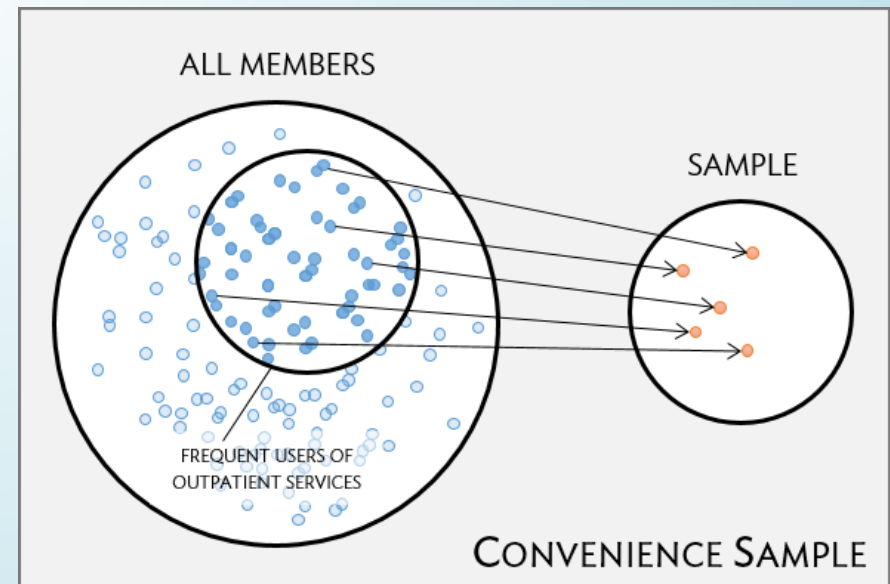 ALL MEMBERS
SAMPLE
FREQUENT USERS OF
OUTPATIENT SERVICES
CONVENIENCE SAMPLE